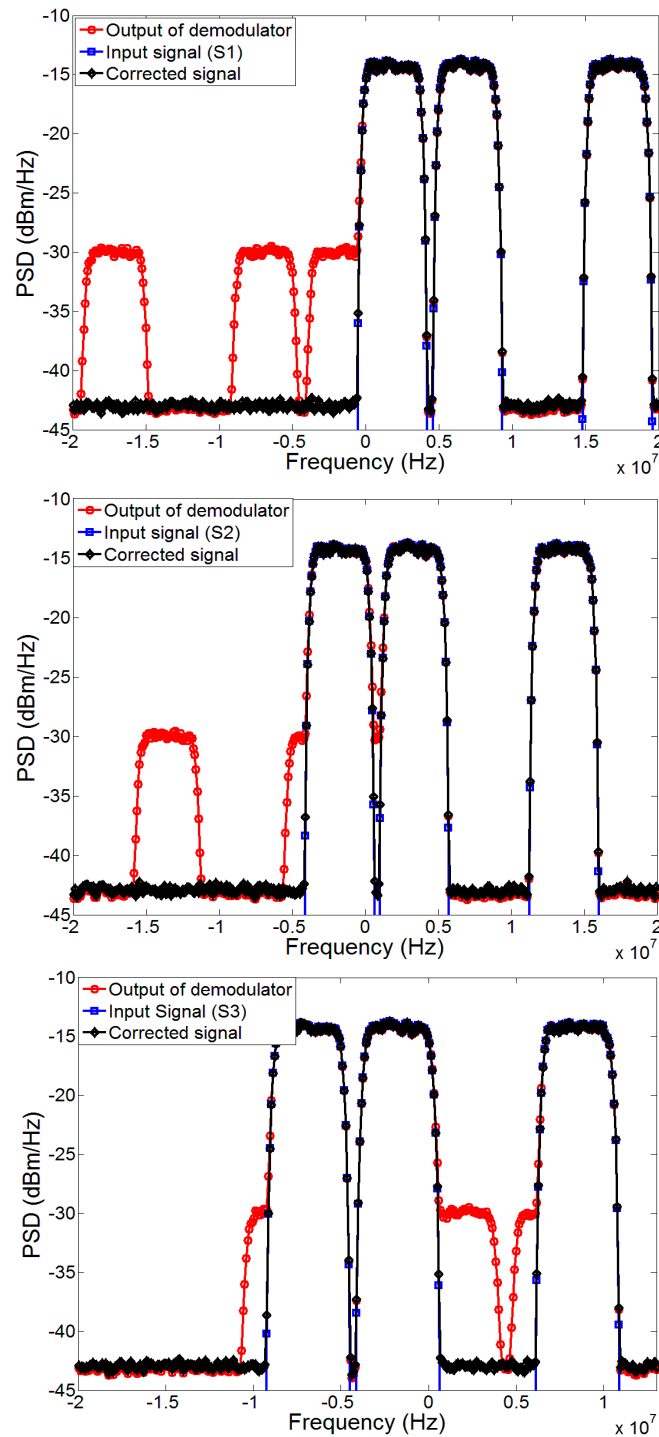 -10
Output of demodulator
Input signal (S1)
Corrected signal
-15
-20
-25
-30
-35
-40
-45
PSD (dBm/Hz)
-2 -1.5 -1 -0.5 0 0.5 1 1.5 2
Frequency (Hz)
x 10^7
-10
Output of demodulator
Input signal (S2)
Corrected signal
-15
-20
-25
-30
-35
-40
-45
PSD (dBm/Hz)
-2 -1.5 -1 -0.5 0 0.5 1 1.5 2
Frequency (Hz)
x 10^7
-10
Output of demodulator
Input Signal (S3)
Corrected signal
-15
-20
-25
-30
-35
-40
-45
PSD (dBm/Hz)
-2 -1.5 -1 -0.5 0 0.5 1
Frequency (Hz)
x 10^7